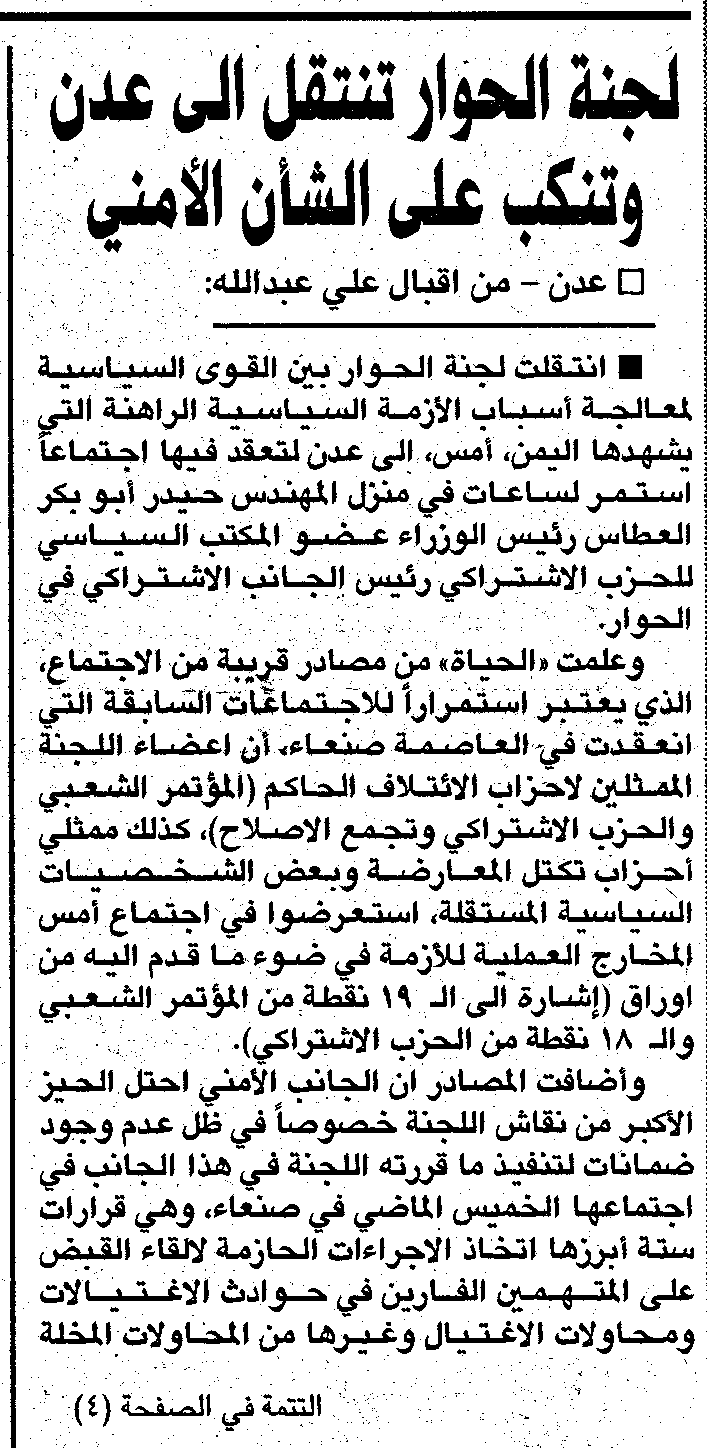 لجنة الحوار تنتقل الى عدن
وتنكب على الشأن الأمني
□ عدن – من اقبال علي عبدالله:
■ انتقلت لجنة الحوار بين القوى السياسية
لمعالجة أسباب الأزمة السياسية الراهنة التي
يشهدها اليمن، أمس، الى عدن لتعقد فيها اجتماعاً
استمر لساعات في منزل المهندس حيدر أبو بكر
العطاس رئيس الوزراء عضو المكتب السياسي
للحزب الاشتراكي رئيس الجانب الاشتراكي في
الحوار.
وعلمت «الحياة» من مصادر قريبة من الاجتماع،
الذي يعتبر استمراراً للاجتماعات السابقة التي
انعقدت في العاصمة صنعاء، أن اعضاء اللجنة
الممثلين لاحزاب الائتلاف الحاكم (المؤتمر الشعبي
والحزب الاشتراكي وتجمع الاصلاح)، كذلك ممثلي
أحزاب تكتل المعارضة وبعض الشخصيات
السياسية المستقلة، استعرضوا في اجتماع أمس
المخارج العملية للأزمة في ضوء ما قدم اليه من
اوراق (إشارة الى الـ ١٩ نقطة من المؤتمر الشعبي
والـ ١٨ نقطة من الحزب الاشتراكي).
وأضافت المصادر ان الجانب الأمني احتل الحيز
الأكبر من نقاش اللجنة خصوصاً في ظل عدم وجود
ضمانات لتنفيذ ما قررته اللجنة في هذا الجانب في
اجتماعها الخميس الماضي في صنعاء، وهي قرارات
ستة أبرزها اتخاذ الاجراءات الحازمة لالقاء القبض
على المتهمين الفارين في حوادث الاغتيالات
ومحاولات الاغتيال وغيرها من المحاولات المخلة
التتمة في الصفحة (٤)